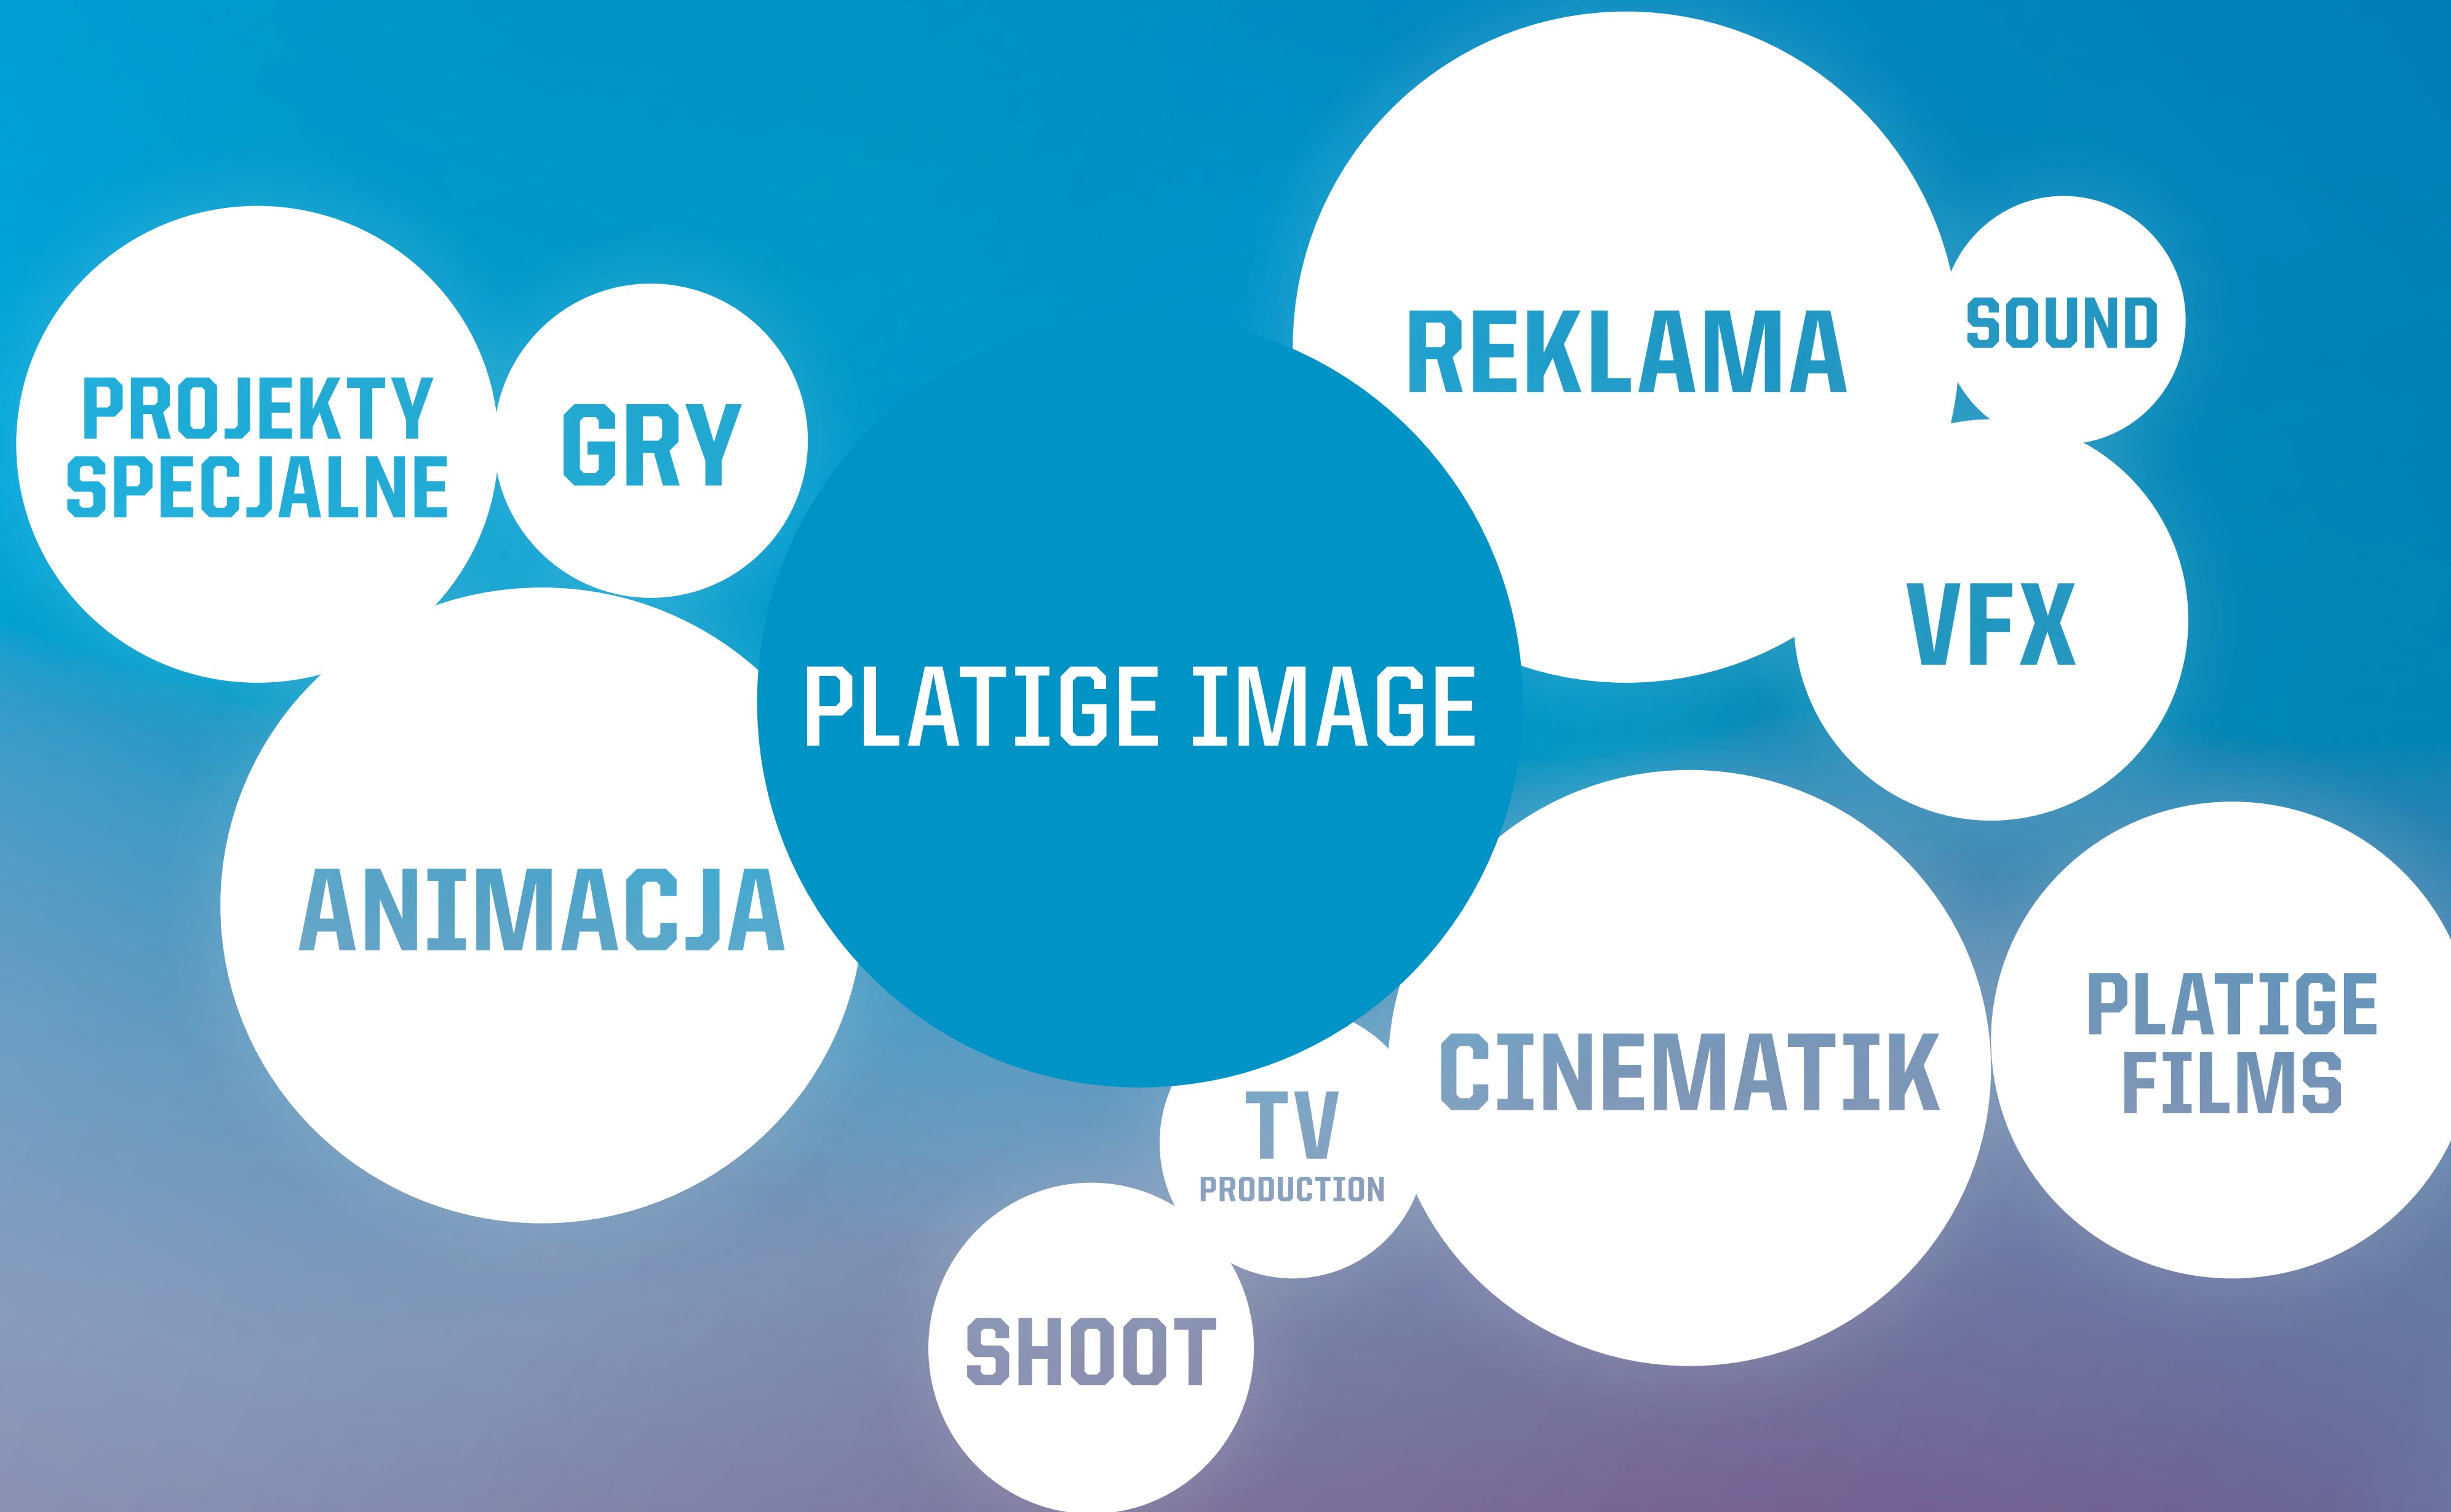 REKLAMA
SOUND
PROJEKTY
SPECJALNE
GRY
VFX
PLATIGE IMAGE
ANIMACJA
PLATIGE
FILMS
CINEMATIK
TV
PRODUCTION
SHOOT